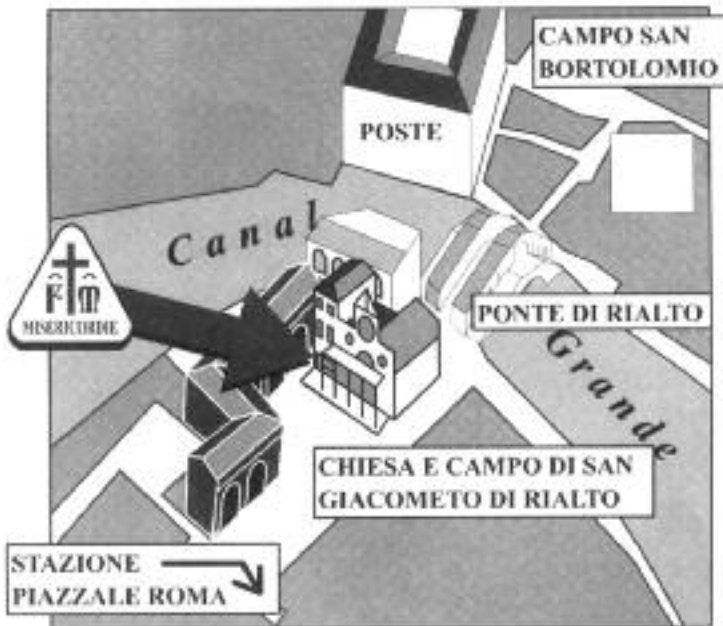 CAMPO SAN
BORTOLOMIO
POSTE
Canal
MISERICORDIE
PONTE DI RIALTO
Grande
CHIESA E CAMPO DI SAN
GIACOMETO DI RIALTO
STAZIONE
PIAZZALE ROMA